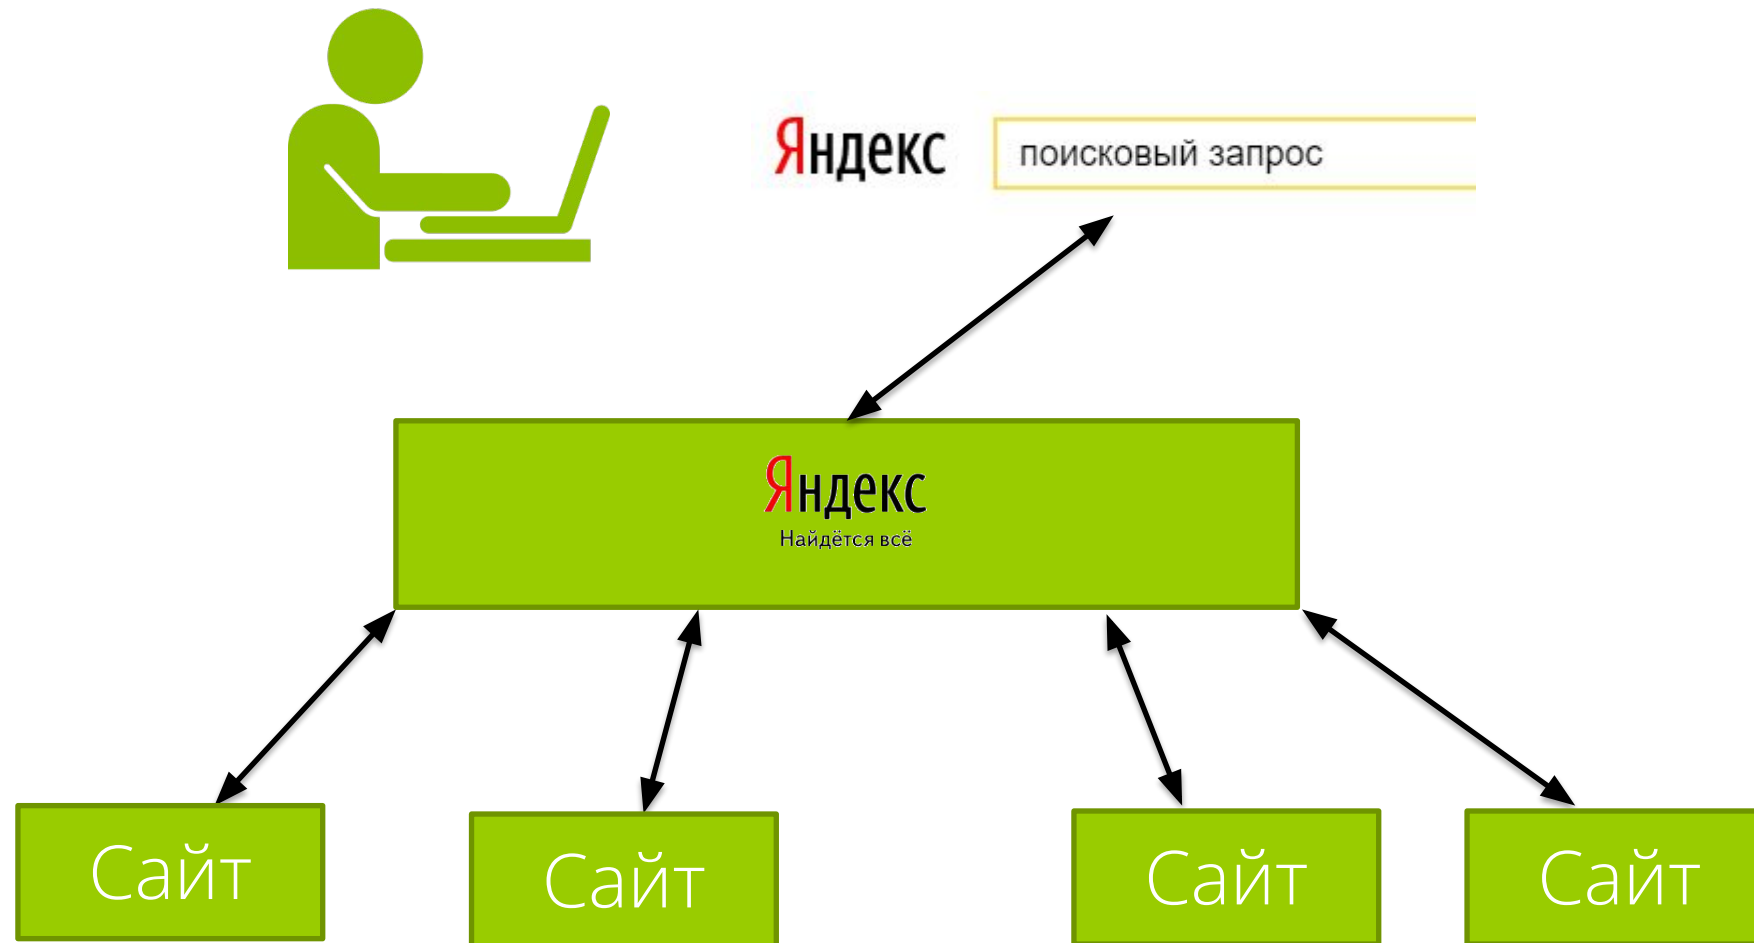 Яндекс
поисковый запрос
Яндекс
Найдётся всё
Сайт
Сайт
Сайт
Сайт